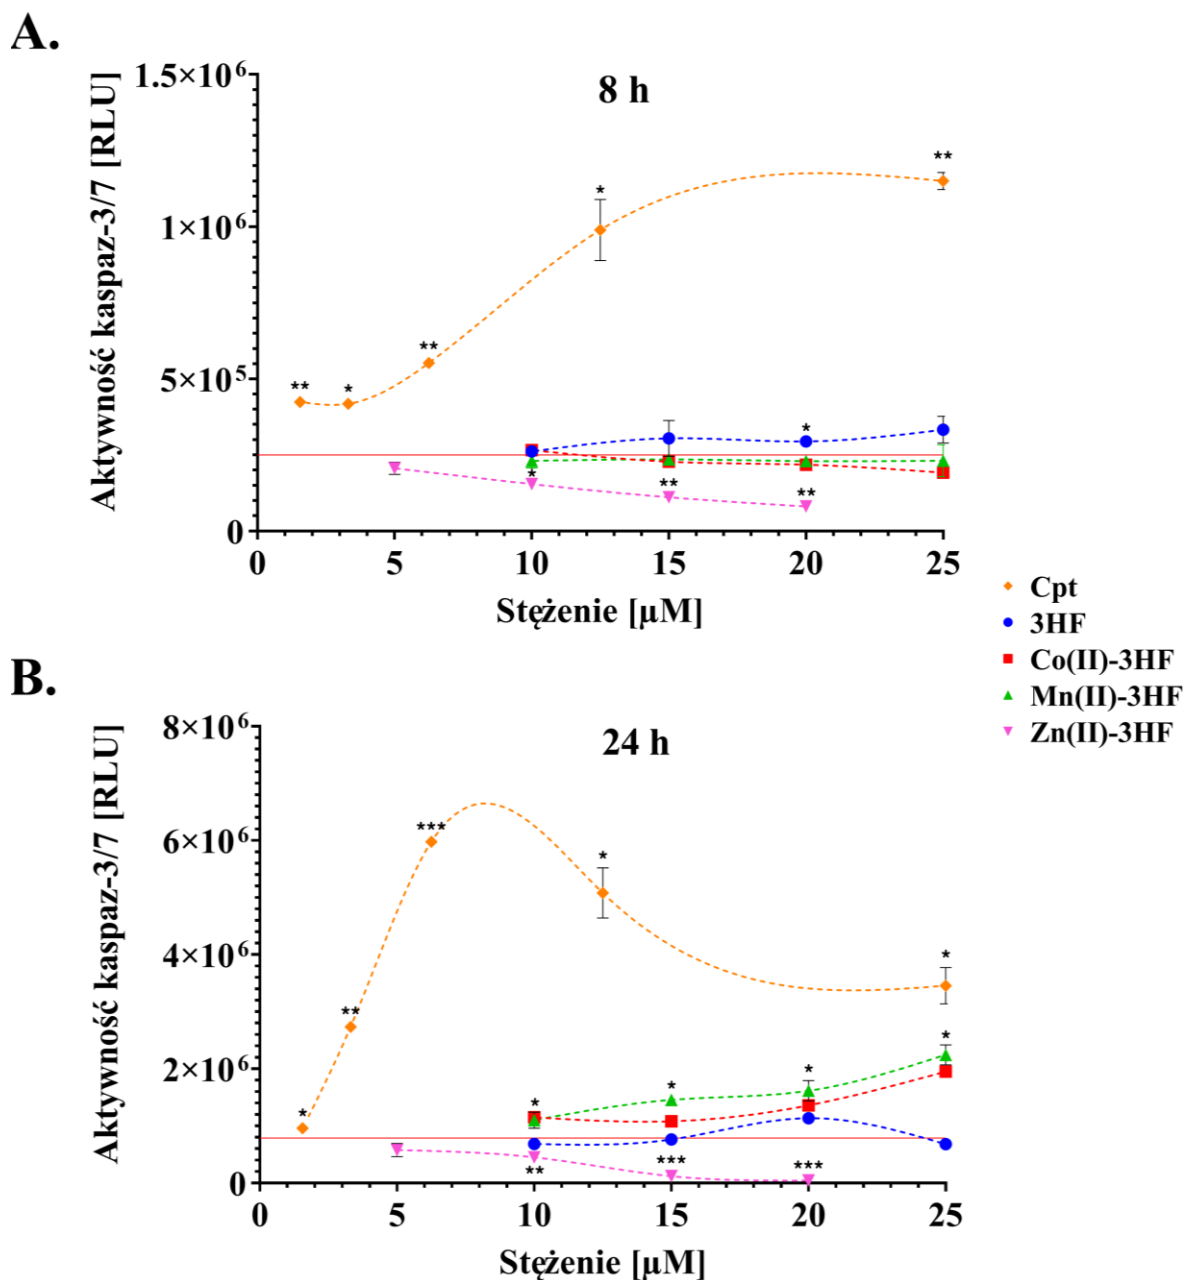 A.
8 h
Aktywność kaspaz-3/7 [RLU]
1.5×10⁶
1×10⁶
5×10⁵
0
** * ** * **
*
* ** **
0 5 10 15 20 25
Stężenie [µM]
Cpt
3HF
Co(II)-3HF
Mn(II)-3HF
Zn(II)-3HF
B.
24 h
Aktywność kaspaz-3/7 [RLU]
8×10⁶
6×10⁶
4×10⁶
2×10⁶
0
* ** *** * *
* * * *
** *** ***
0 5 10 15 20 25
Stężenie [µM]